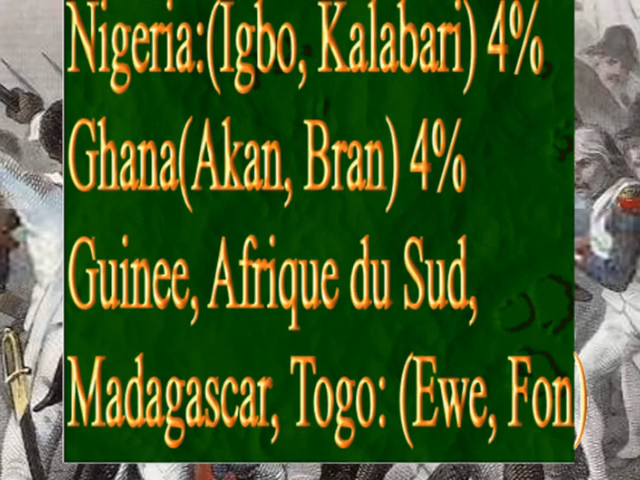 Nigeria:(Igbo, Kalabari) 4%
Ghana(Akan, Bran) 4%
Guinee, Afrique du Sud,
Madagascar, Togo: (Ewe, Fon)